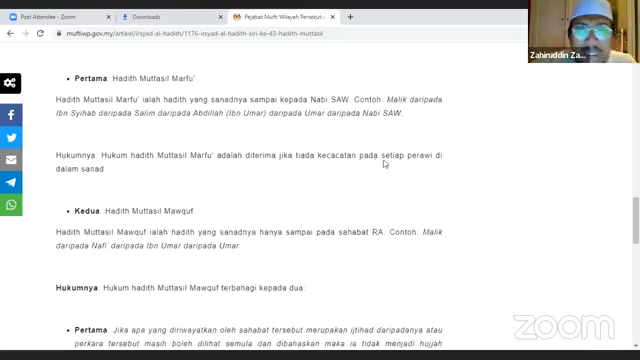 Post Attendee - Zoom
Downloads
Pejabat Mufti Wilayah Persekutu
muftiwp.gov.my/artikel/irsyad-al-hadith/1176-irsyad-al-hadith-siri-ke-43-hadith-muttasil
Zahiruddin Za...
• Pertama: Hadith Muttasil Marfu'
Hadith Muttasil Marfu' ialah hadith yang sanadnya sampai kepada Nabi SAW. Contoh: Malik daripada
Ibn Syihab daripada Salim daripada Abdillah (Ibn Umar) daripada Umar daripada Nabi SAW.
Hukumnya: Hukum hadith Muttasil Marfu' adalah diterima jika tiada kecacatan pada setiap perawi di
dalam sanad
• Kedua: Hadith Muttasil Mawquf
Hadith Muttasil Mawquf ialah hadith yang sanadnya hanya sampai pada sahabat RA. Contoh: Malik
daripada Nafi' daripada Ibn Umar daripada Umar.
Hukumnya: Hukum hadith Muttasil Mawquf terbahagi kepada dua:
• Pertama: Jika apa yang diriwayatkan oleh sahabat tersebut merupakan ijtihad daripadanya atau
perkara tersebut masih boleh dilihat semula dan dibahaskan maka ia tidak menjadi hujjah
zoom